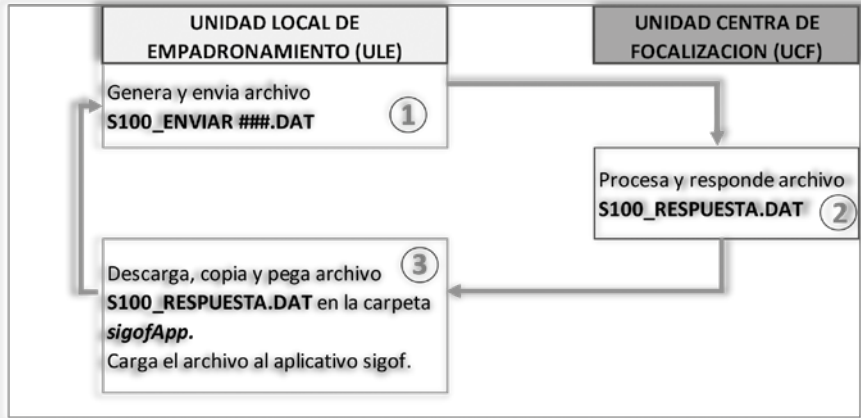 UNIDAD LOCAL DE
EMPADRONAMIENTO (ULE)
UNIDAD CENTRA DE
FOCALIZACION (UCF)
Genera y envia archivo
S100_ENVIAR ###.DAT
1
Procesa y responde archivo
S100_RESPUESTA.DAT
2
Descarga, copia y pega archivo
3
S100_RESPUESTA.DAT en la carpeta
sigofApp.
Carga el archivo al aplicativo sigof.